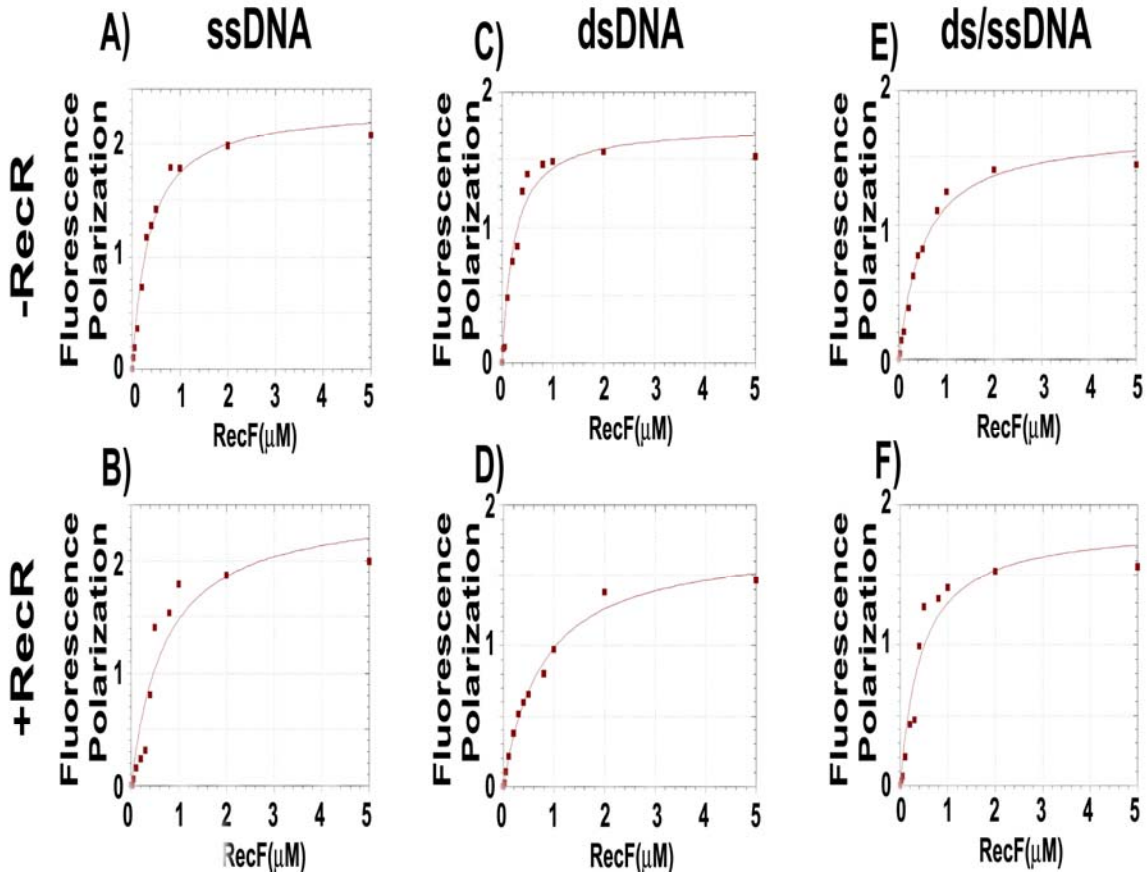 A) ssDNA
C) dsDNA
E) ds/ssDNA
-RecR
Fluorescence
Polarization
2
1
0
0 1 2 3 4 5
RecF(μM)
Fluorescence
Polarization
2
1
0
0 1 2 3 4 5
RecF(μM)
Fluorescence
Polarization
2
1
0
0 1 2 3 4 5
RecF(μM)
B)
D)
F)
+RecR
Fluorescence
Polarization
2
1
0
0 1 2 3 4 5
RecF(μM)
Fluorescence
Polarization
2
1
0
0 1 2 3 4 5
RecF(μM)
Fluorescence
Polarization
2
1
0
0 1 2 3 4 5
RecF(μM)